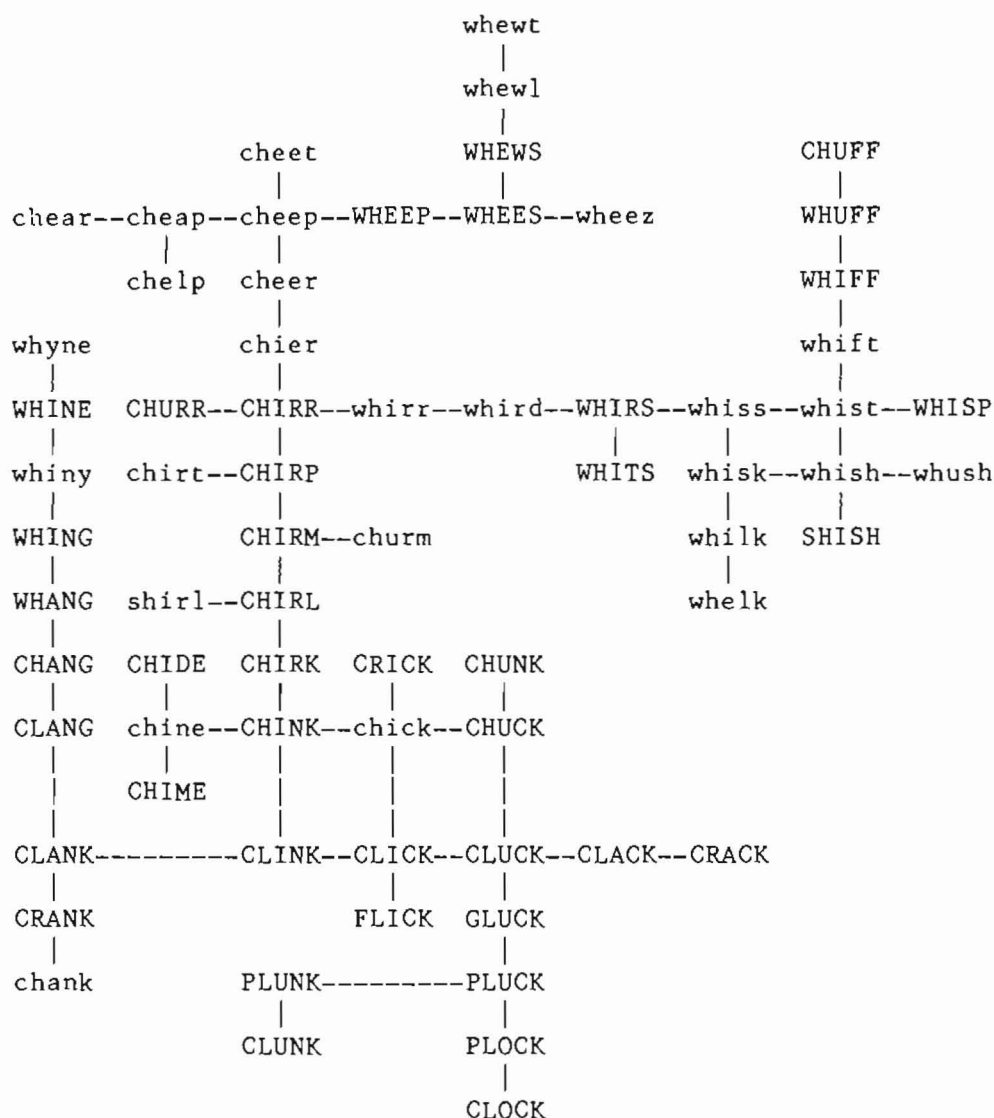 whewt
whewl
cheet WHEWS CHUFF
chear--cheap--cheep--WHEEP--WHEES--wheez WHUFF
chelp cheer WHIFF
whyne chier whift
WHINE CHURR--CHIRR--whirr--whird--WHIRS--whiss--whist--WHISP
whiny chirt--CHIRP WHITS whisk--whish--whush
WHING CHIRM--churm whilk SHISH
WHANG shirl--CHIRL whelk
CHANG CHIDE CHIRK CRICK CHUNK
CLANG chine--CHINK--chick--CHUCK
CHIME
CLANK----------CLINK--CLICK--CLUCK--CLACK--CRACK
CRANK FLICK GLUCK
chank PLUNK----------PLUCK
CLUNK PLOCK
CLOCK